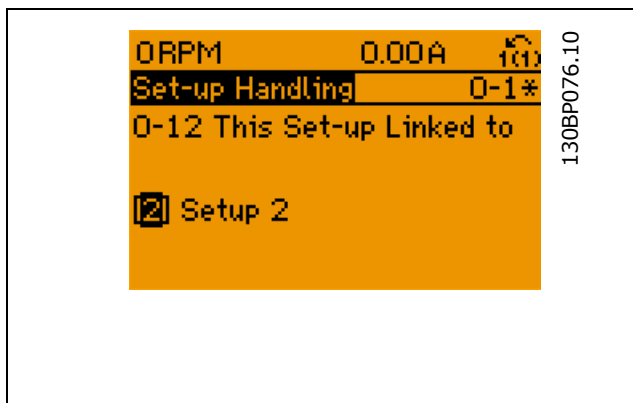 0RPM 0.00A 1(1)
Set-up Handling 0-1*
0-12 This Set-up Linked to
[2] Setup 2
130BP076.10